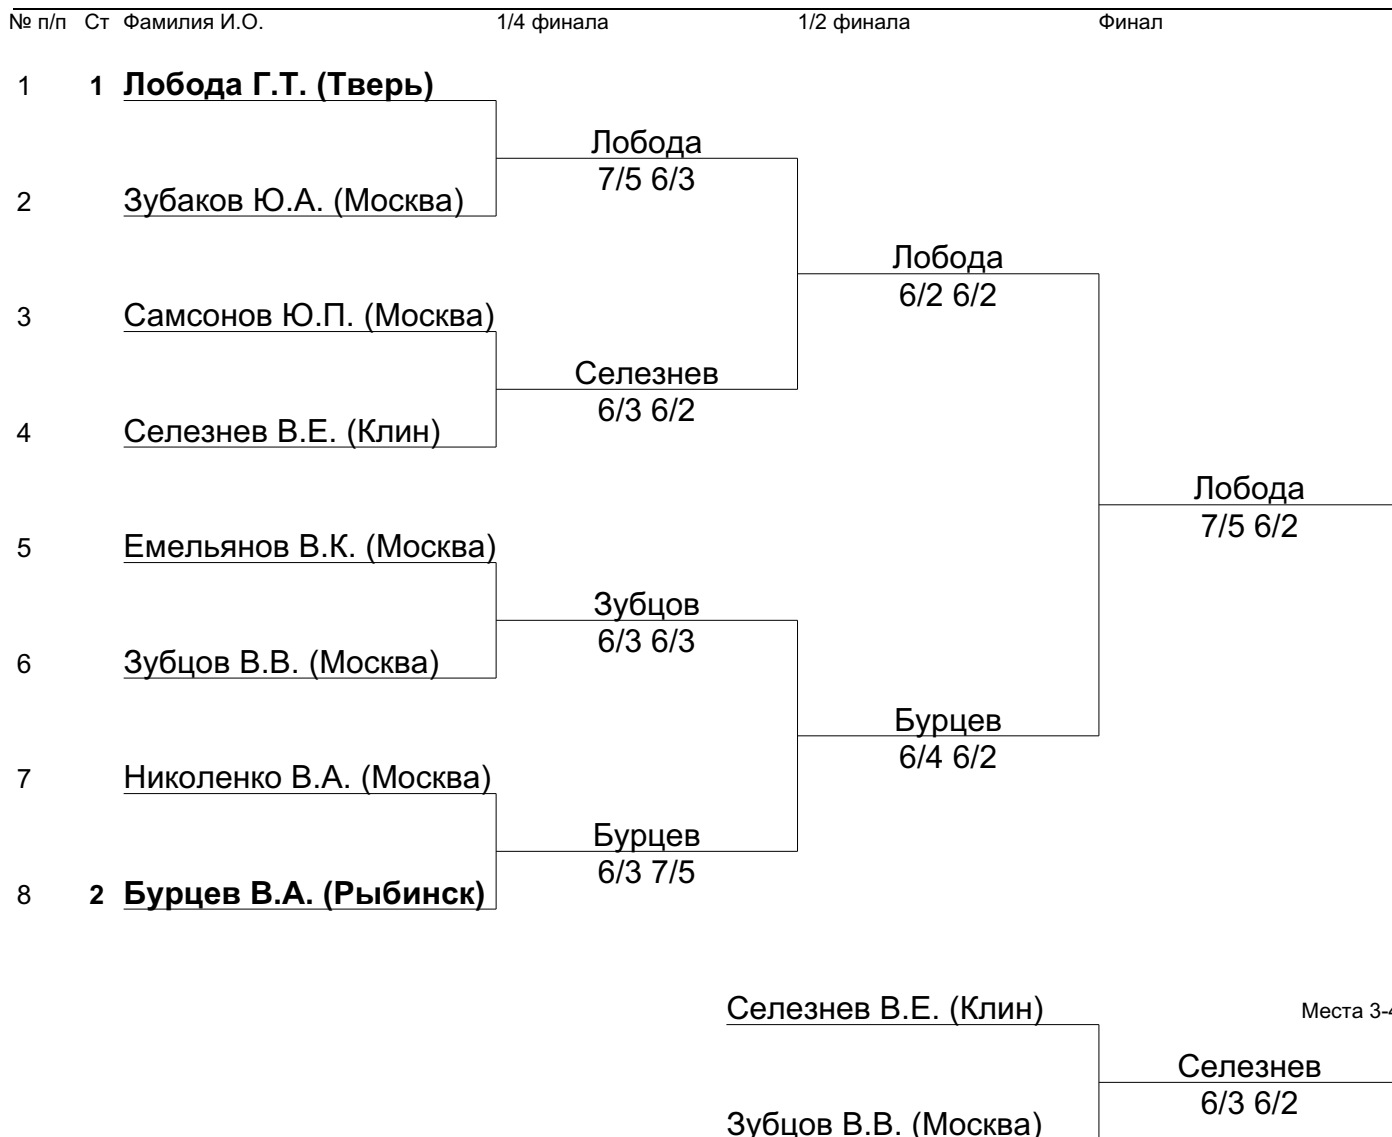 № п/п Ст Фамилия И.О. 1/4 финала 1/2 финала Финал
1 1 Лобода Г.Т. (Тверь)
Лобода
7/5 6/3
2 Зубаков Ю.А. (Москва)
Лобода
6/2 6/2
3 Самсонов Ю.П. (Москва)
Селезнев
6/3 6/2
4 Селезнев В.Е. (Клин)
Лобода
7/5 6/2
5 Емельянов В.К. (Москва)
Зубцов
6/3 6/3
6 Зубцов В.В. (Москва)
Бурцев
6/4 6/2
7 Николенко В.А. (Москва)
Бурцев
6/3 7/5
8 2 Бурцев В.А. (Рыбинск)
Селезнев В.Е. (Клин) Места 3-4
Селезнев
6/3 6/2
Зубцов В.В. (Москва)